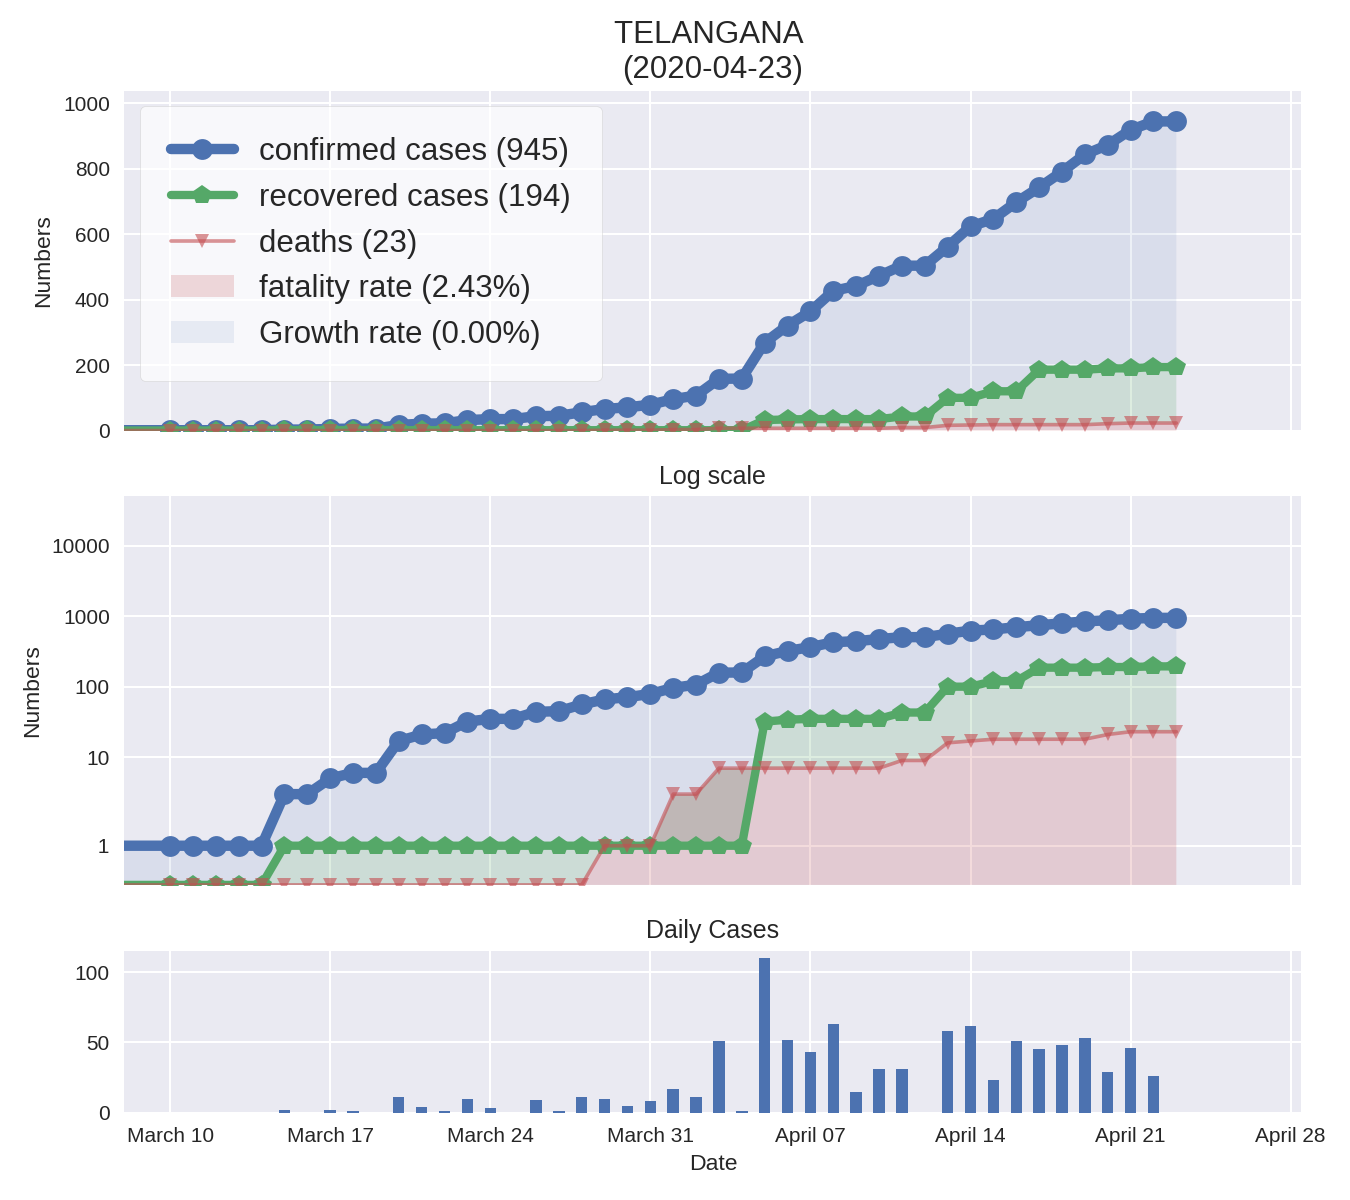 TELANGANA
(2020-04-23)
1000
800
600
400
200
0
Numbers
confirmed cases (945)
recovered cases (194)
deaths (23)
fatality rate (2.43%)
Growth rate (0.00%)
Log scale
10000
1000
100
10
1
Numbers
Daily Cases
100
50
0
March 10 March 17 March 24 March 31 April 07 April 14 April 21 April 28
Date